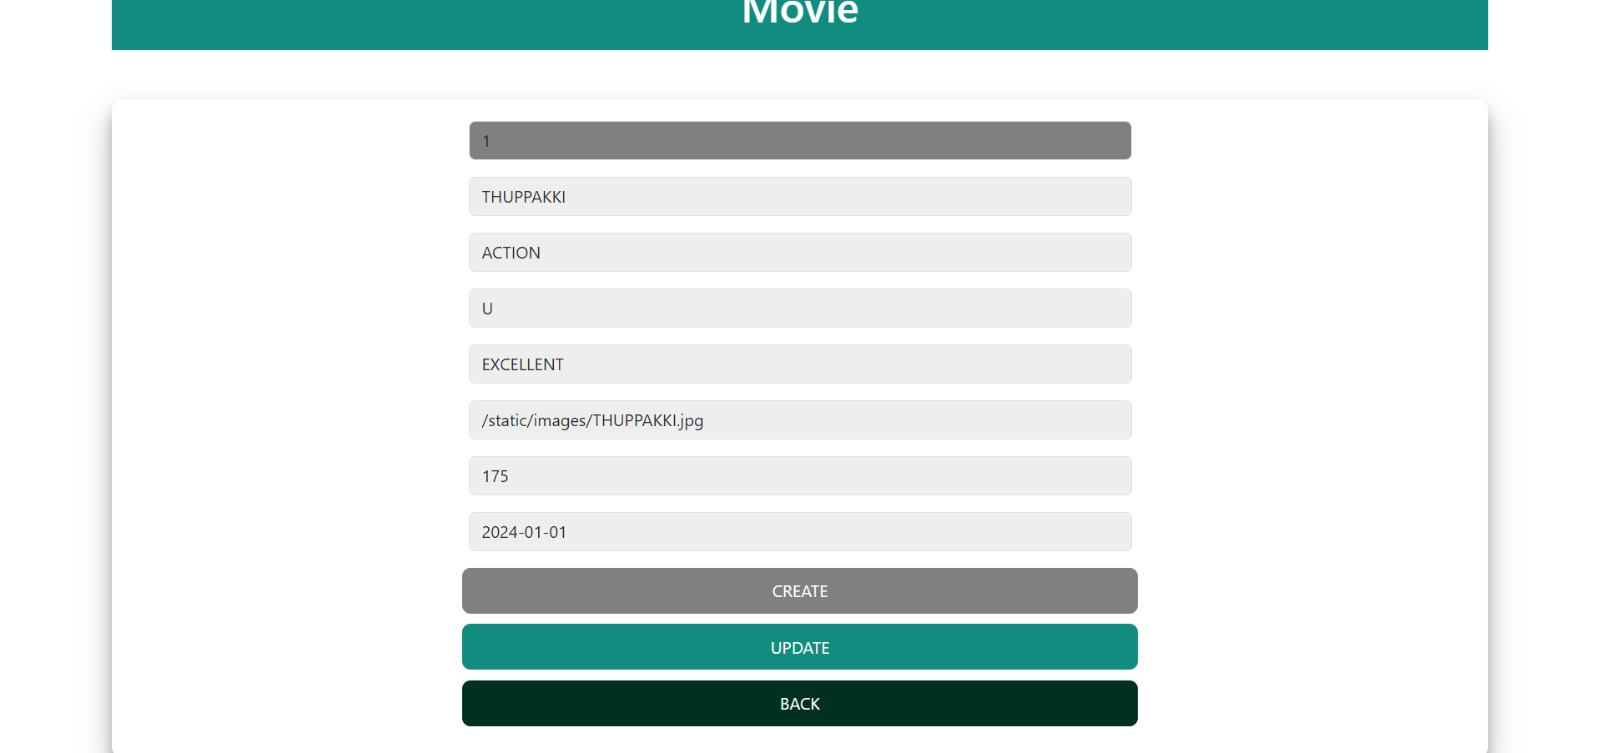 Movie
1
THUPPAKKI
ACTION
U
EXCELLENT
/static/images/THUPPAKKI.jpg
175
2024-01-01
CREATE
UPDATE
BACK